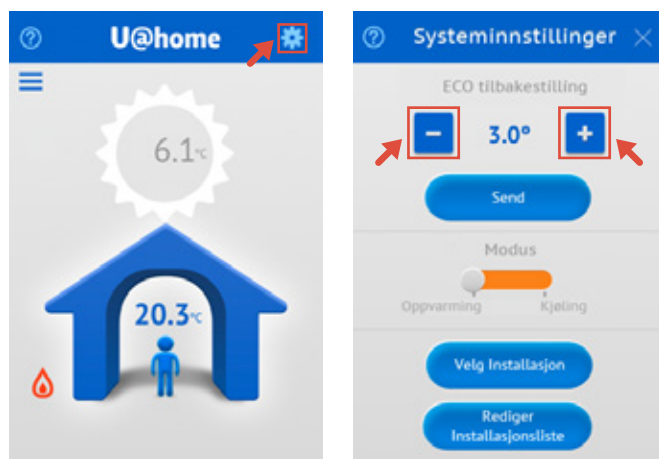 U@home
6.1°C
20.3°C
Systeminnstillinger
ECO tilbakestilling
3.0°
Send
Modus
Oppvarming Kjøling
Velg Installasjon
Rediger
Installasjonsliste